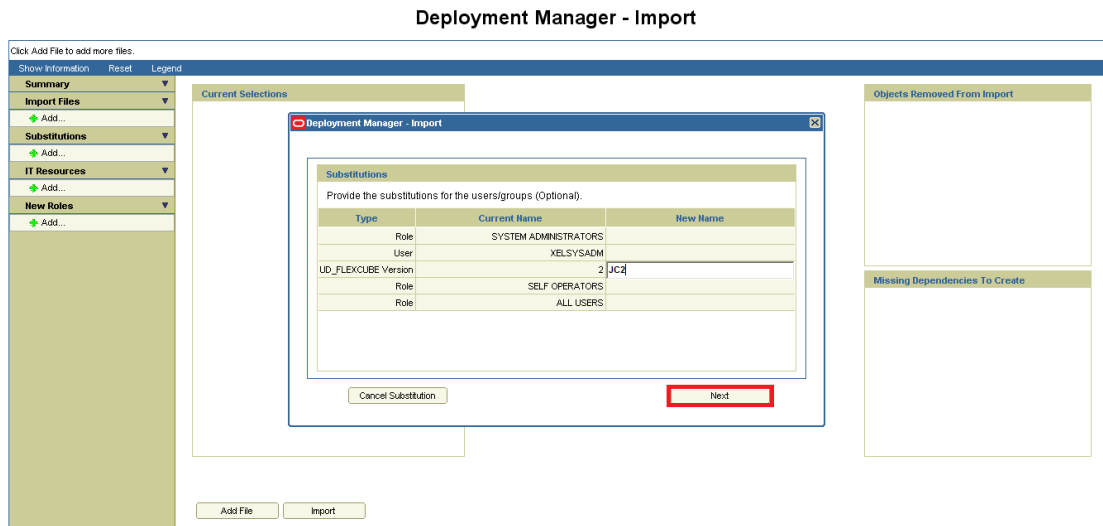 Deployment Manager - Import
Click Add File to add more files.
Show Information Reset Legend
Summary
Import Files
Add...
Substitutions
Add...
IT Resources
Add...
New Roles
Add...
Current Selections
Objects Removed From Import
Missing Dependencies To Create
Deployment Manager - Import
Substitutions
Provide the substitutions for the users/groups (Optional).
Type Current Name New Name
Role SYSTEM ADMINISTRATORS
User XELSYSADM
UD_FLEXCUBE Version 2 JC2
Role SELF OPERATORS
Role ALL USERS
Cancel Substitution Next
Add File Import